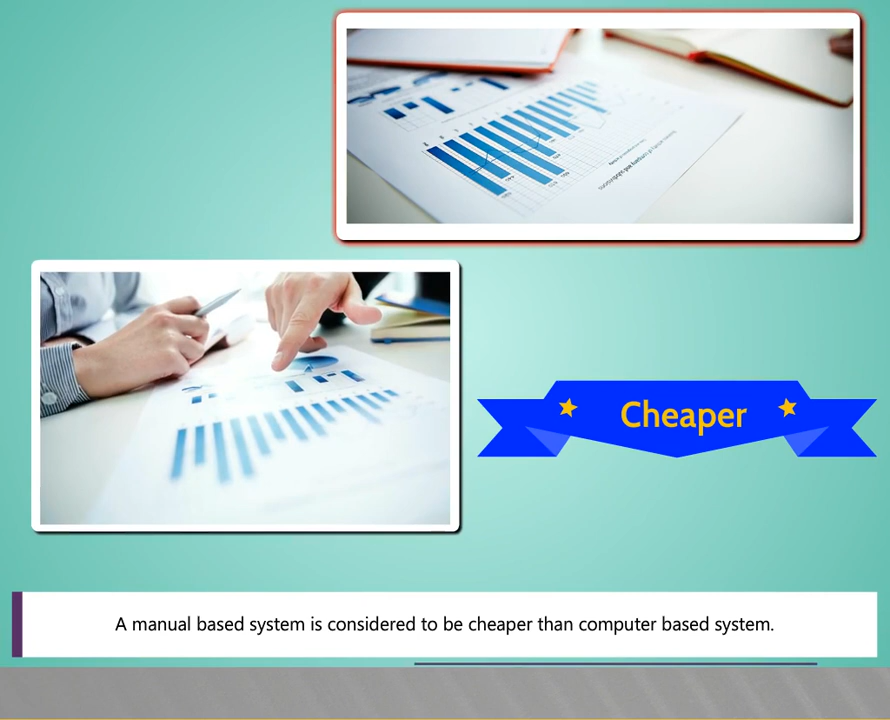 Cheaper
A manual based system is considered to be cheaper than computer based system.